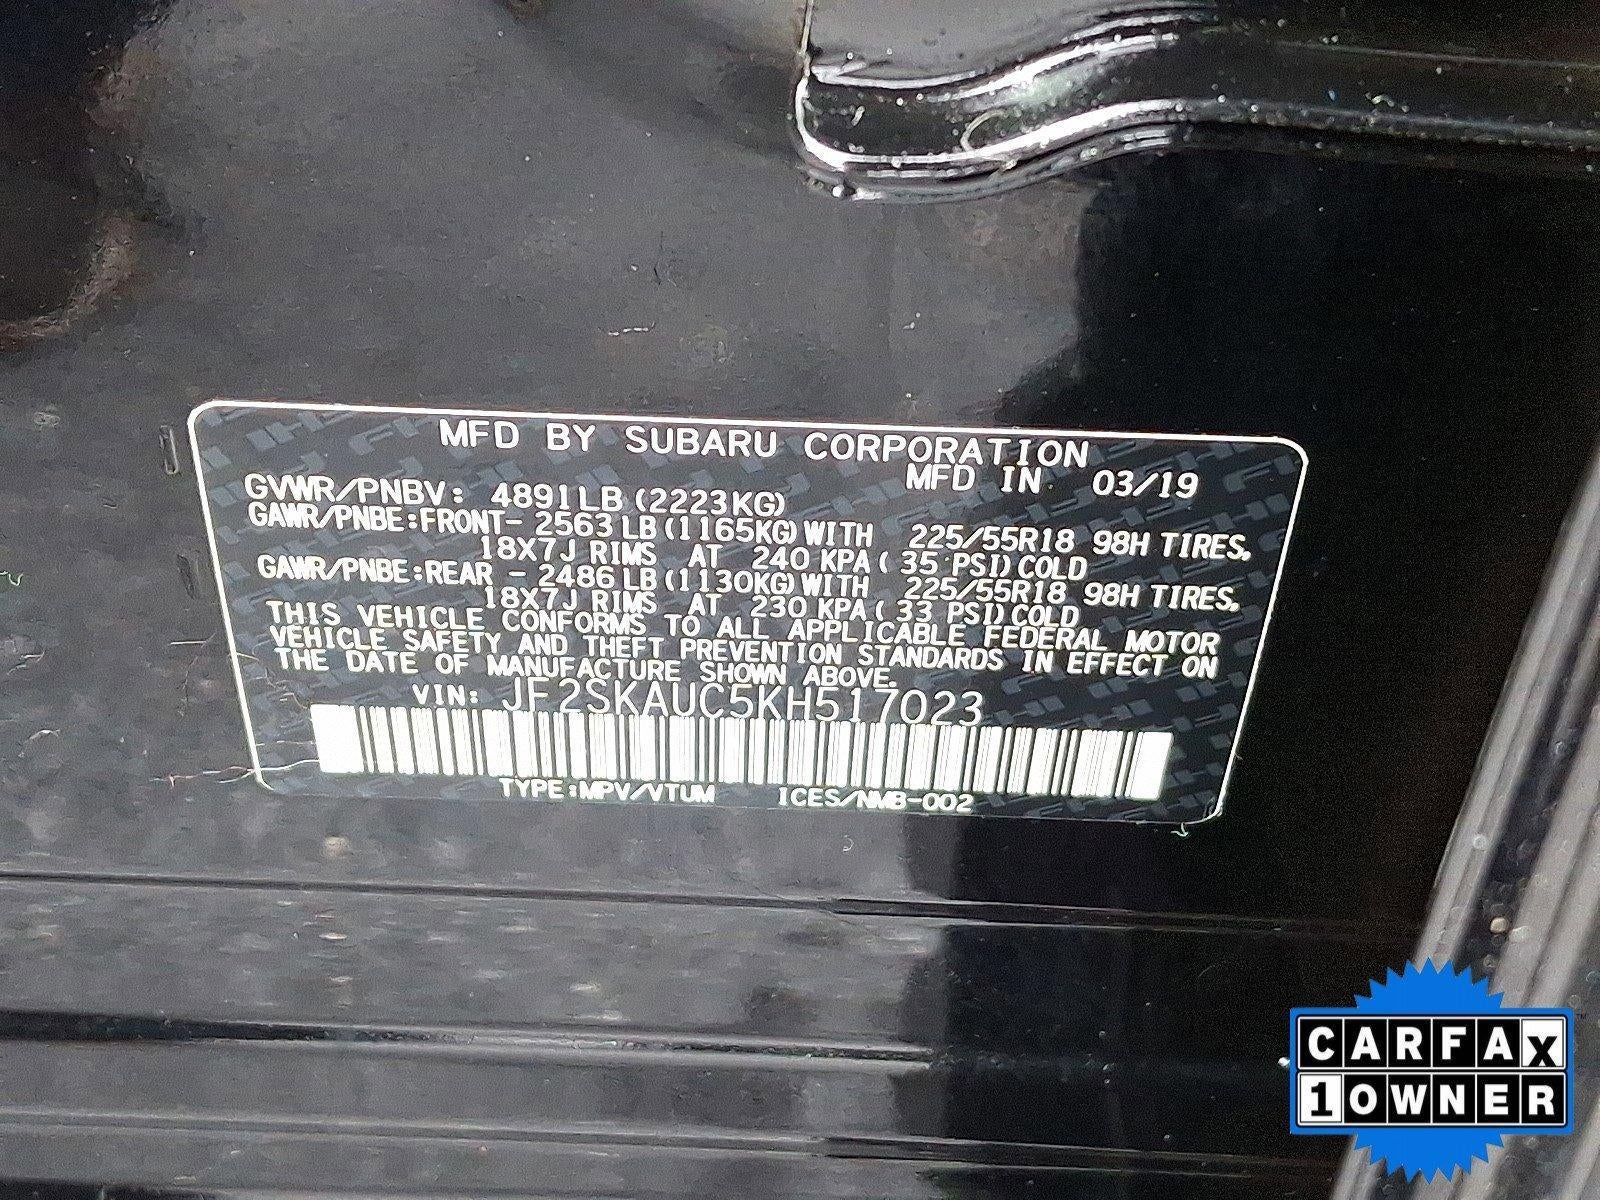 MFD BY SUBARU CORPORATION
MFD IN 03/19
GVWR/PNBV: 4891LB (2223KG)
GAWR/PNBE:FRONT- 2563 LB (1165KG) WITH 225/55R18 98H TIRES,
18X7J RIMS AT 240 KPA ( 35 PSI) COLD
GAWR/PNBE:REAR - 2486 LB (1130KG) WITH 225/55R18 98H TIRES,
18X7J RIMS AT 230 KPA ( 33 PSI) COLD
THIS VEHICLE CONFORMS TO ALL APPLICABLE FEDERAL MOTOR
VEHICLE SAFETY AND THEFT PREVENTION STANDARDS IN EFFECT ON
THE DATE OF MANUFACTURE SHOWN ABOVE.
VIN: JF2SKAUC5KH517023
TYPE:MPV/VTUM ICES/NMB-002
CARFAX
1 OWNER